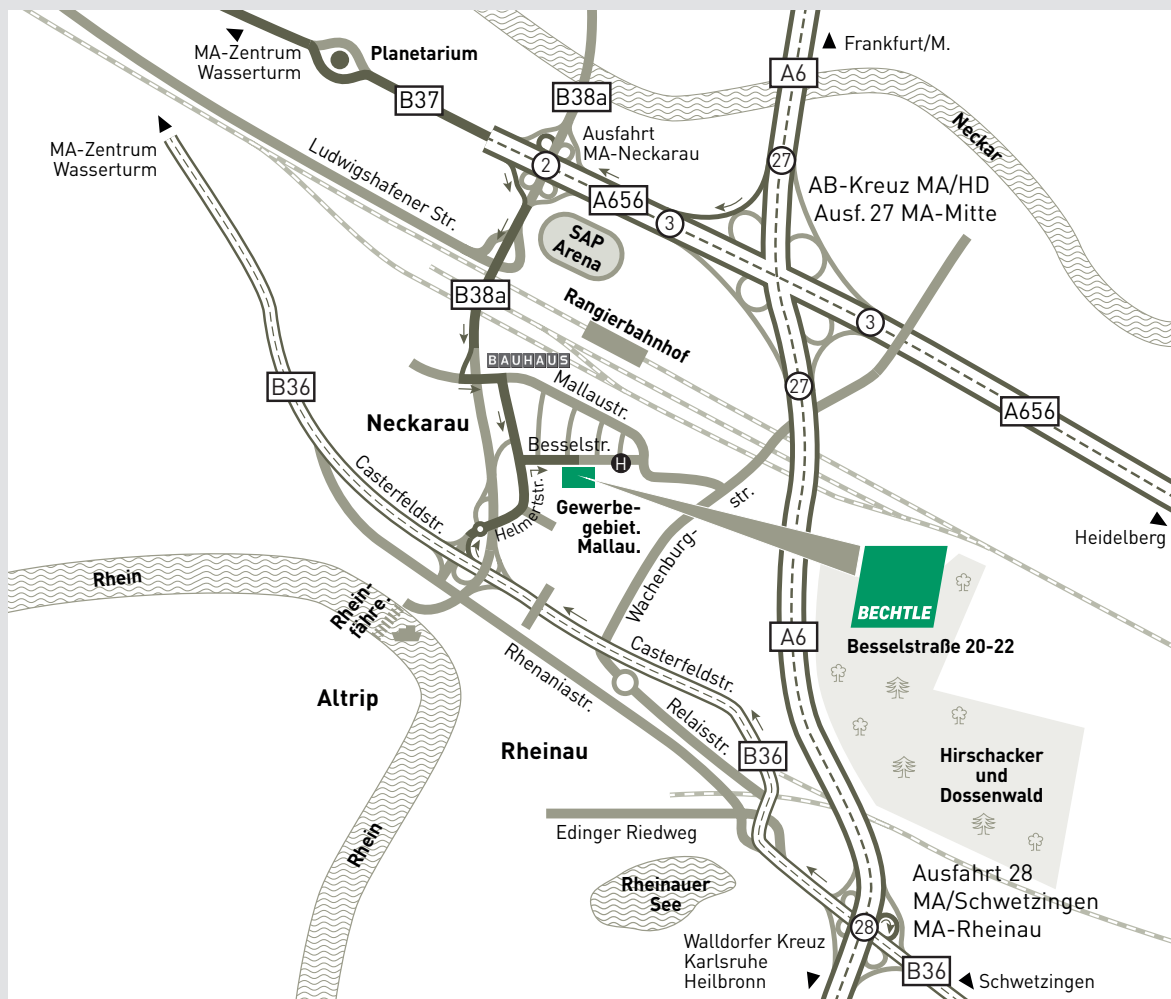 MA-Zentrum
Wasserturm
Planetarium
B37
B38a
A6
Frankfurt/M.
MA-Zentrum
Wasserturm
Ludwigshafener Str.
Ausfahrt
MA-Neckarau
2
27
Neckar
A656
3
AB-Kreuz MA/HD
Ausf. 27 MA-Mitte
SAP
Arena
B38a
Rangierbahnhof
3
BAUHAUS
B36
Mallaustr.
27
A656
Neckarau
Besselstr.
H
Casterfeldstr.
Helmertstr.
Gewerbe-
gebiet.
Mallau.
Wachenburg-
str.
Heidelberg
Rhein
Rhein-
fähre.
BECHTLE
Besselstraße 20-22
A6
Altrip
Rhenaniastr.
Casterfeldstr.
Relaisstr.
Rheinau
B36
Hirschacker
und
Dossenwald
Edinger Riedweg
Rhein
Rheinauer
See
Ausfahrt 28
MA/Schwetzingen
MA-Rheinau
28
Walldorfer Kreuz
Karlsruhe
Heilbronn
B36
Schwetzingen